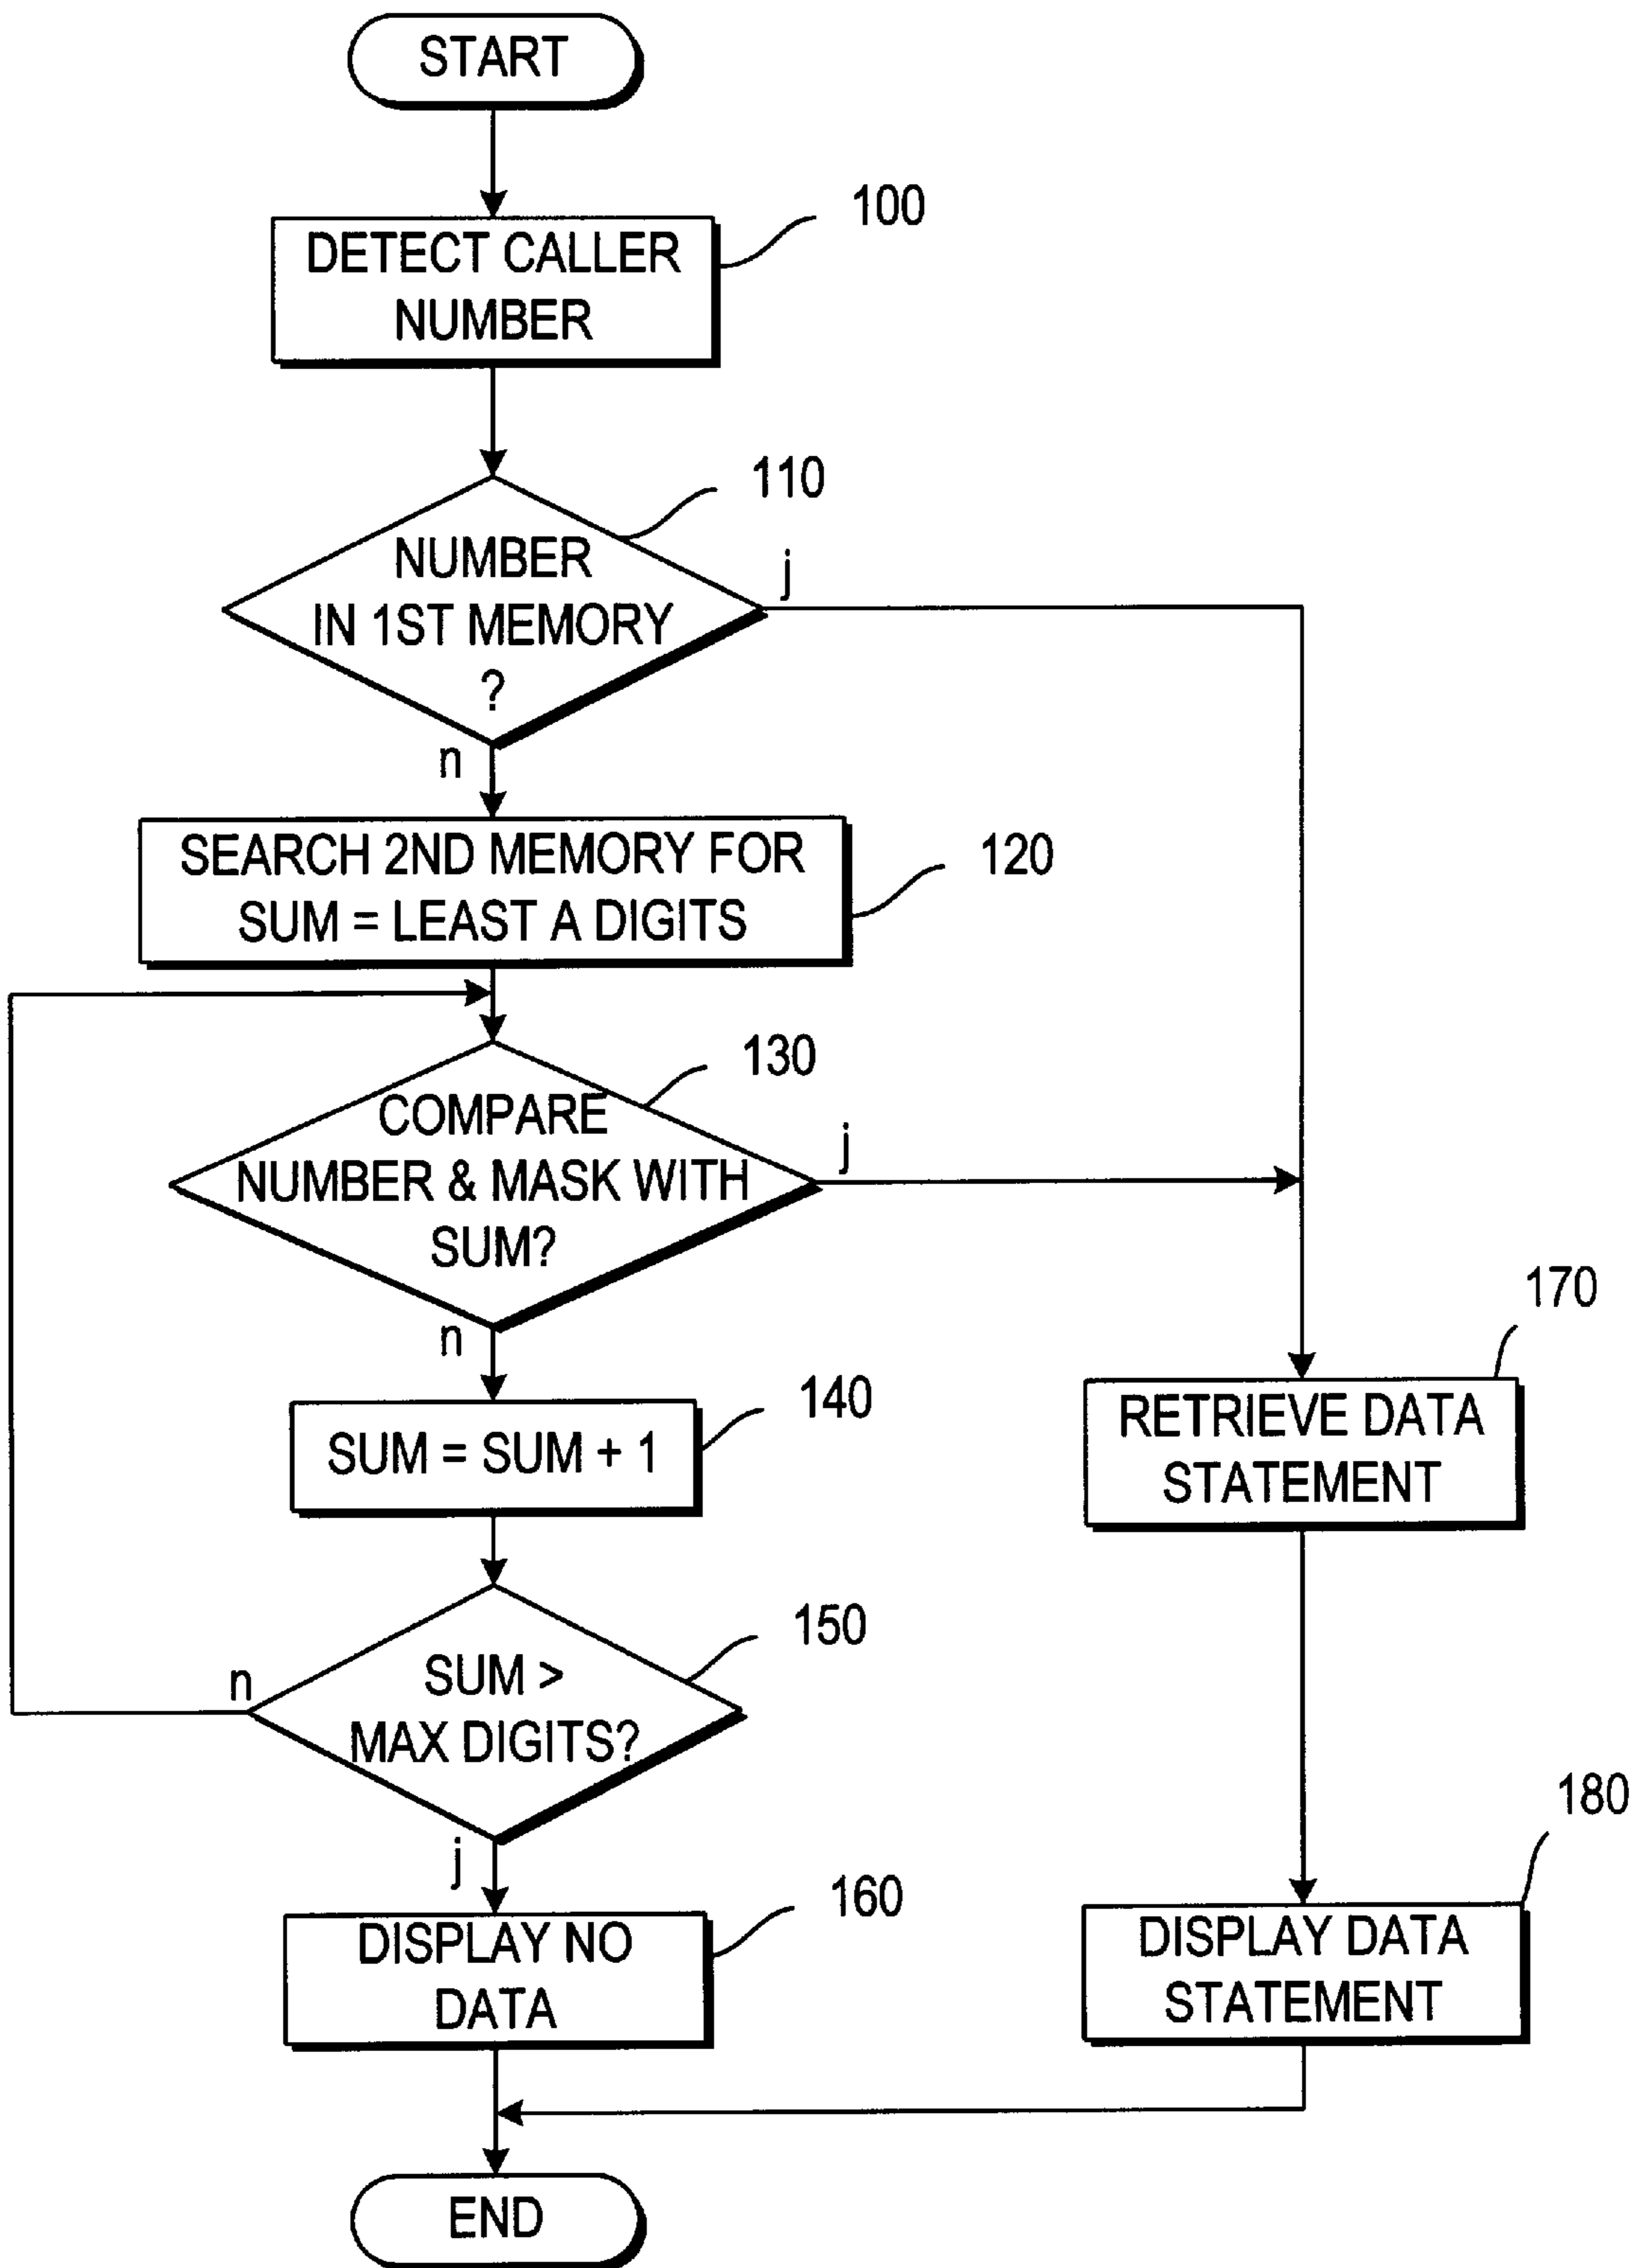 START
100
DETECT CALLER
NUMBER
110
NUMBER
IN 1ST MEMORY
?
j
n
SEARCH 2ND MEMORY FOR
SUM = LEAST A DIGITS
120
130
COMPARE
NUMBER & MASK WITH
SUM?
j
n
140
SUM = SUM + 1
170
RETRIEVE DATA
STATEMENT
150
SUM >
MAX DIGITS?
n
j
160
DISPLAY NO
DATA
180
DISPLAY DATA
STATEMENT
END